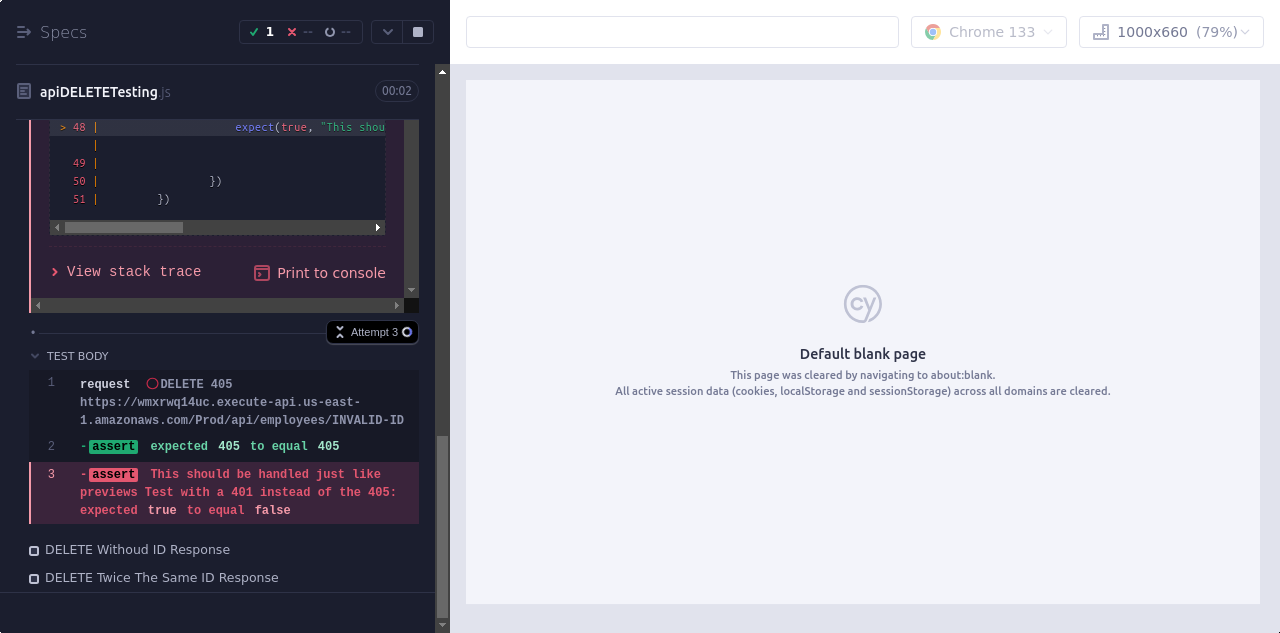 Specs
1
--
--
Chrome 133
1000x660 (79%)
apiDELETETesting.js
00:02
> 48 | expect(true, "This shou
|
49 |
50 | })
51 | })
View stack trace
Print to console
Attempt 3
TEST BODY
1 request DELETE 405
https://wmxrwq14uc.execute-api.us-east-
1.amazonaws.com/Prod/api/employees/INVALID-ID
2 -assert expected 405 to equal 405
3 -assert This should be handled just like
previews Test with a 401 instead of the 405:
expected true to equal false
DELETE Withoud ID Response
DELETE Twice The Same ID Response
cy
Default blank page
This page was cleared by navigating to about:blank.
All active session data (cookies, localStorage and sessionStorage) across all domains are cleared.